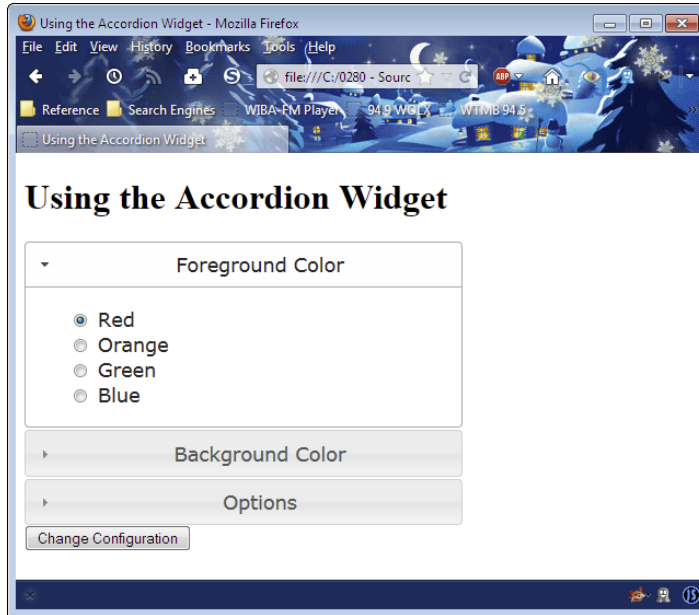 Using the Accordion Widget - Mozilla Firefox
File Edit View History Bookmarks Tools Help
file:///C:/0280 - Sourc
ABP
Reference Search Engines WIBA-FM Player 94.9 WOLX WTMB 94.5
Using the Accordion Widget
Using the Accordion Widget
Foreground Color
Red
Orange
Green
Blue
Background Color
Options
Change Configuration